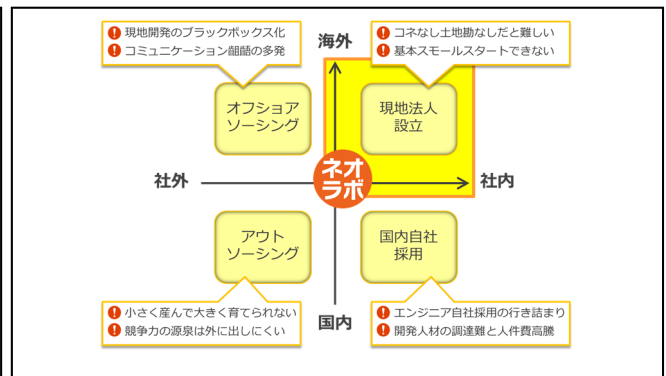 現地開発のブラックボックス化
コミュニケーション齟齬の多発
海外
コネなし土地勘なしだと難しい
基本スモールスタートできない
オフショア
ソーシング
現地法人
設立
社外
ネオ
ラボ
社内
アウト
ソーシング
国内自社
採用
小さく産んで大きく育てられない
競争力の源泉は外に出しにくい
国内
エンジニア自社採用の行き詰まり
開発人材の調達難と人件費高騰